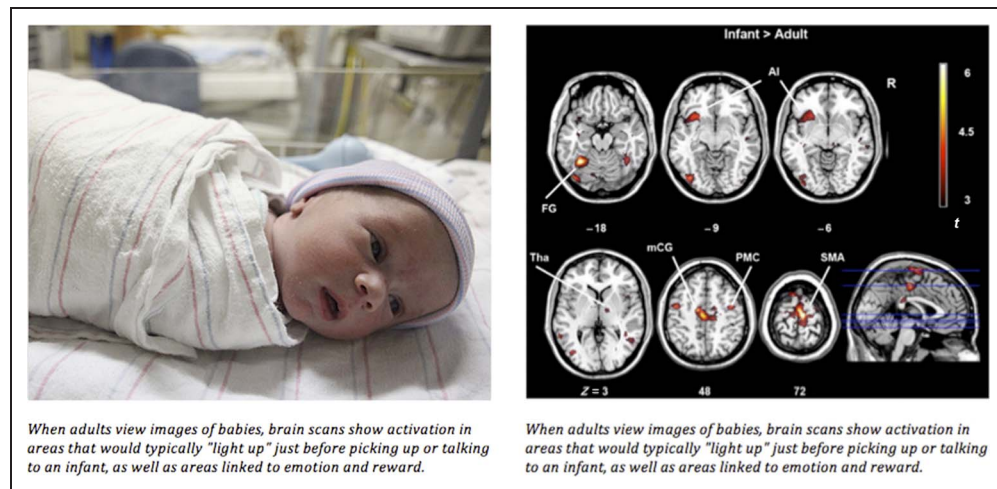 Infant > Adult
AI
R
6
4.5
3
t
FG
–18
–9
–6
Tha
mCG
PMC
SMA
Z = 3
48
72
When adults view images of babies, brain scans show activation in
areas that would typically "light up" just before picking up or talking
to an infant, as well as areas linked to emotion and reward.
When adults view images of babies, brain scans show activation in
areas that would typically "light up" just before picking up or talking
to an infant, as well as areas linked to emotion and reward.